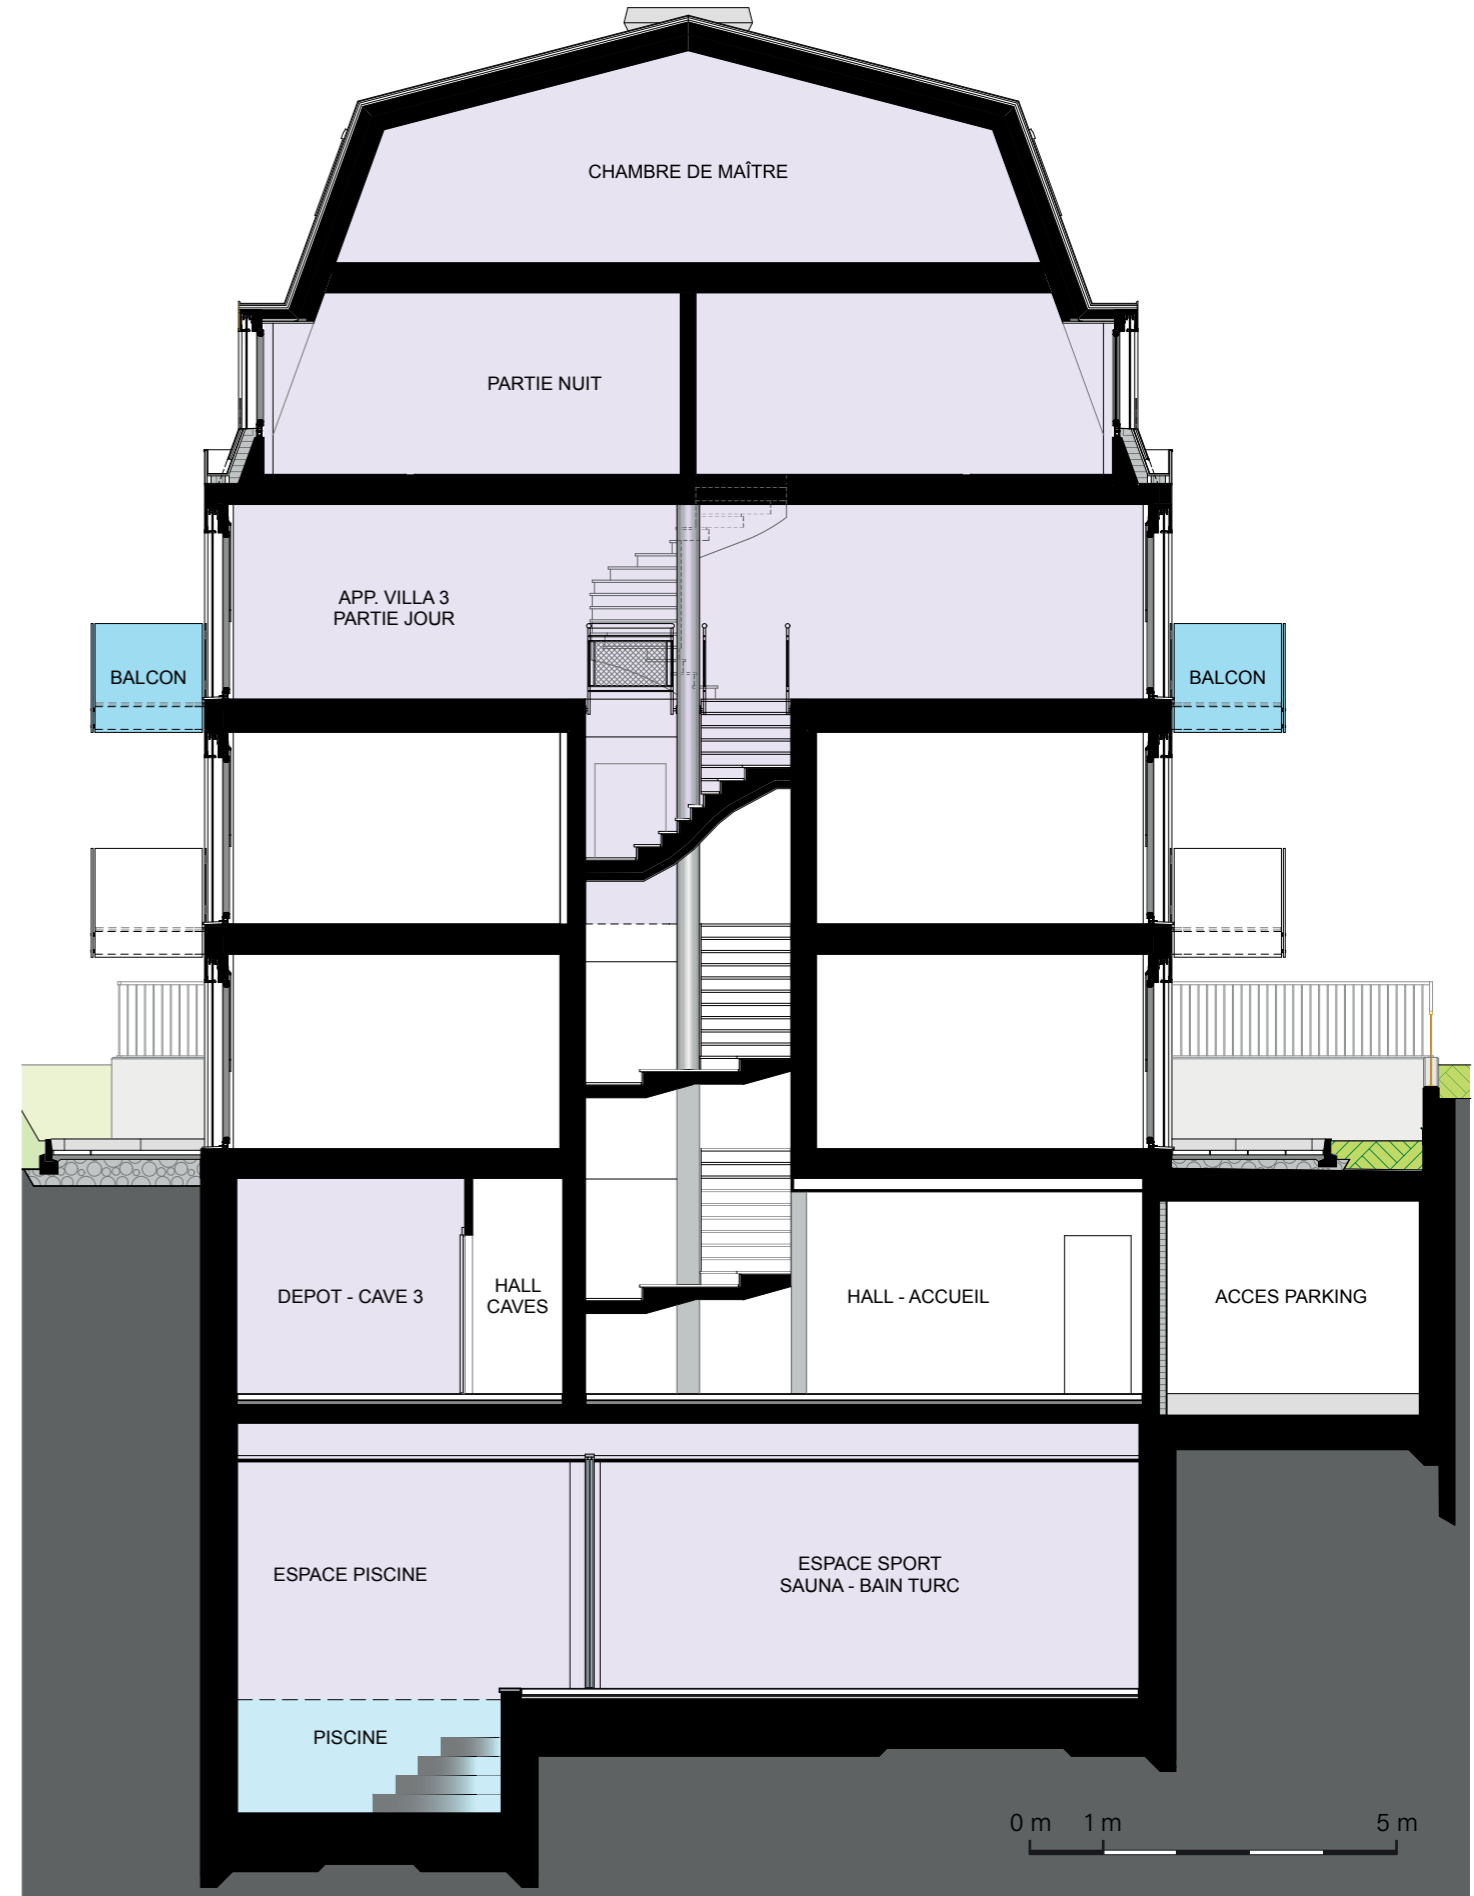 CHAMBRE DE MAÎTRE
PARTIE NUIT
APP. VILLA 3
PARTIE JOUR
BALCON
BALCON
DEPOT - CAVE 3
HALL
CAVES
HALL - ACCUEIL
ACCES PARKING
ESPACE PISCINE
ESPACE SPORT
SAUNA - BAIN TURC
PISCINE
0 m 1 m 5 m